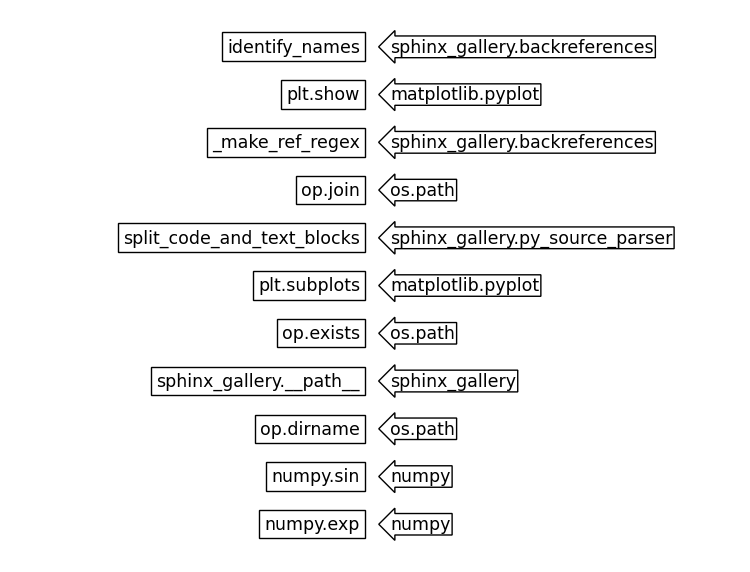 identify_names sphinx_gallery.backreferences
plt.show matplotlib.pyplot
_make_ref_regex sphinx_gallery.backreferences
op.join os.path
split_code_and_text_blocks sphinx_gallery.py_source_parser
plt.subplots matplotlib.pyplot
op.exists os.path
sphinx_gallery.__path__ sphinx_gallery
op.dirname os.path
numpy.sin numpy
numpy.exp numpy